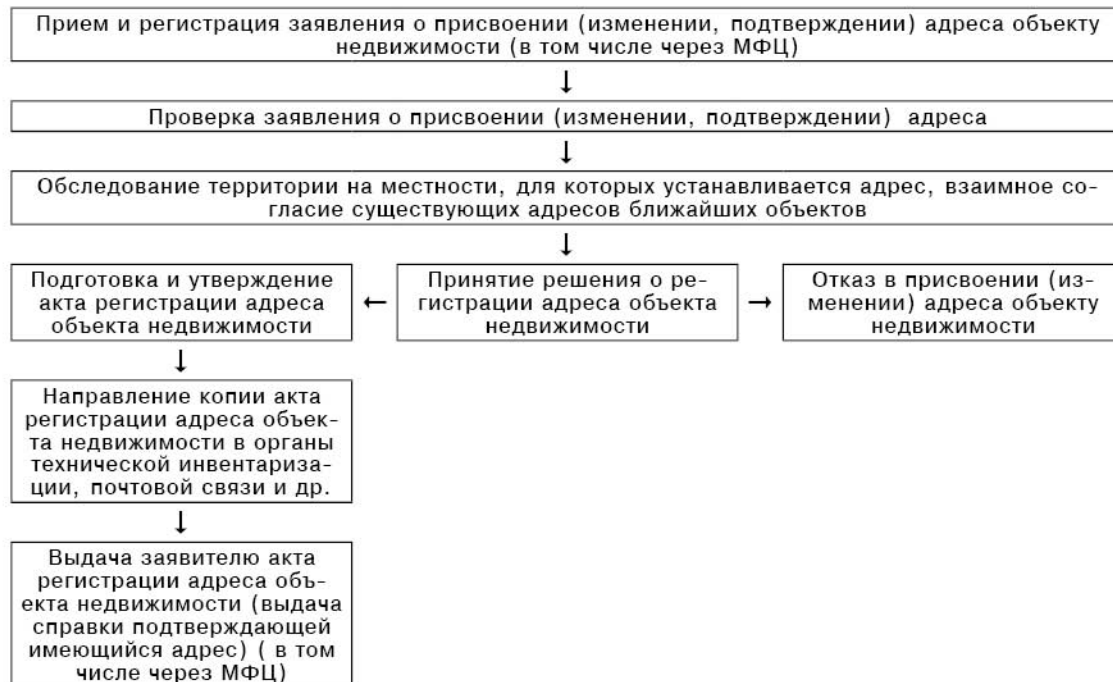 Прием и регистрация заявления о присвоении (изменении, подтверждении) адреса объекту
недвижимости (в том числе через МФЦ)
↓
Проверка заявления о присвоении (изменении, подтверждении) адреса
↓
Обследование территории на местности, для которых устанавливается адрес, взаимное со-
гласие существующих адресов ближайших объектов
↓
Подготовка и утверждение
акта регистрации адреса
объекта недвижимости
←
Принятие решения о ре-
гистрации адреса объекта
недвижимости
→
Отказ в присвоении (из-
менении) адреса объекту
недвижимости
↓
Направление копии акта
регистрации адреса объек-
та недвижимости в органы
технической инвентариза-
ции, почтовой связи и др.
↓
Выдача заявителю акта
регистрации адреса объ-
екта недвижимости (выдача
справки подтверждающей
имеющийся адрес) ( в том
числе через МФЦ)